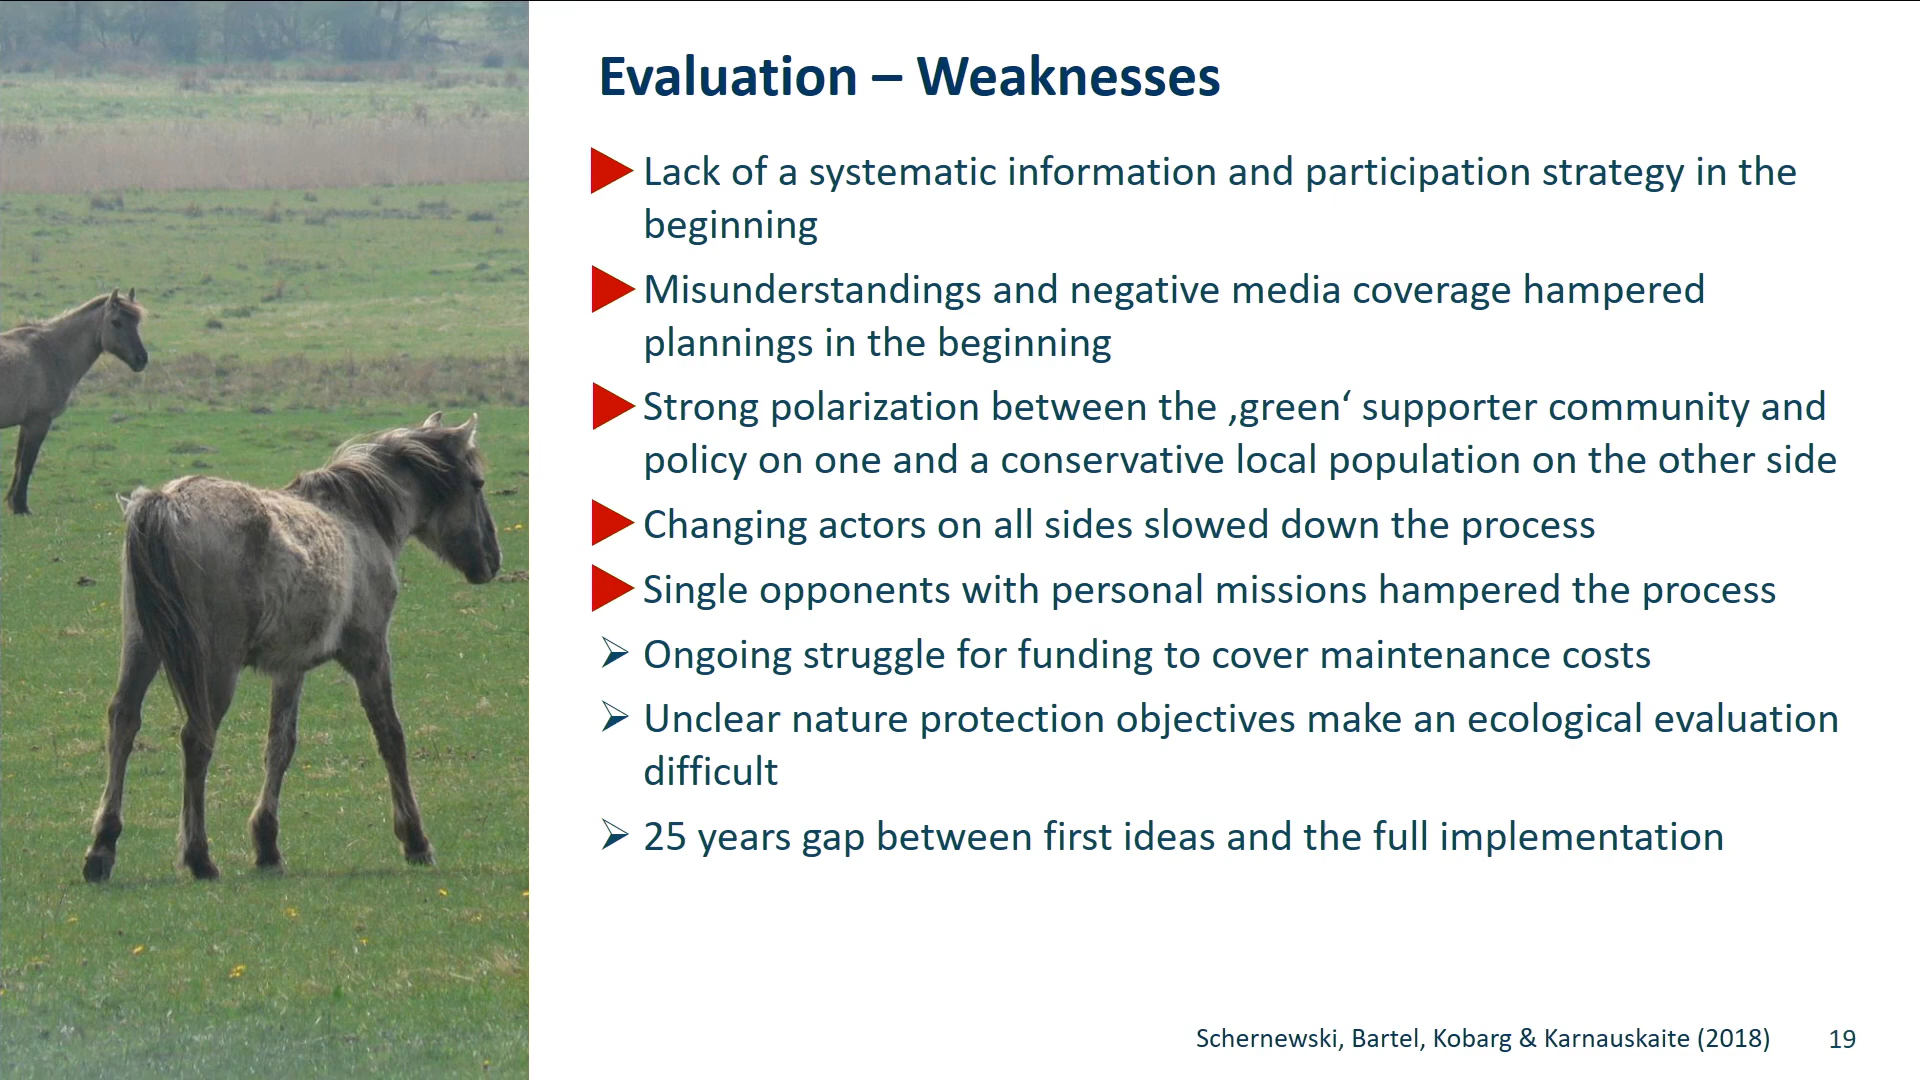 Evaluation – Weaknesses
Lack of a systematic information and participation strategy in the
beginning
Misunderstandings and negative media coverage hampered
plannings in the beginning
Strong polarization between the ‚green‘ supporter community and
policy on one and a conservative local population on the other side
Changing actors on all sides slowed down the process
Single opponents with personal missions hampered the process
Ongoing struggle for funding to cover maintenance costs
Unclear nature protection objectives make an ecological evaluation
difficult
25 years gap between first ideas and the full implementation
Schernewski, Bartel, Kobarg & Karnauskaite (2018) 19